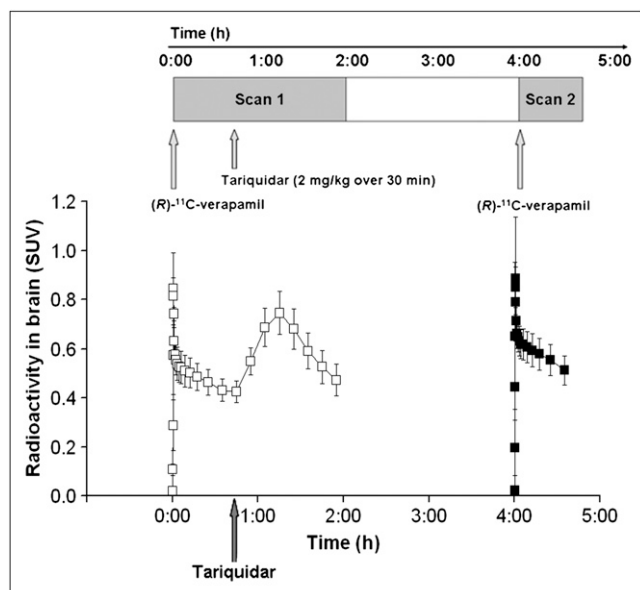 Time (h)
0:00 1:00 2:00 3:00 4:00 5:00
Scan 1 Scan 2
Tariquidar (2 mg/kg over 30 min)
(R)-¹¹C-verapamil (R)-¹¹C-verapamil
1.2
1.0
0.8
0.6
0.4
0.2
0.0
Radioactivity in brain (SUV)
0:00 1:00 2:00 3:00 4:00 5:00
Time (h)
Tariquidar